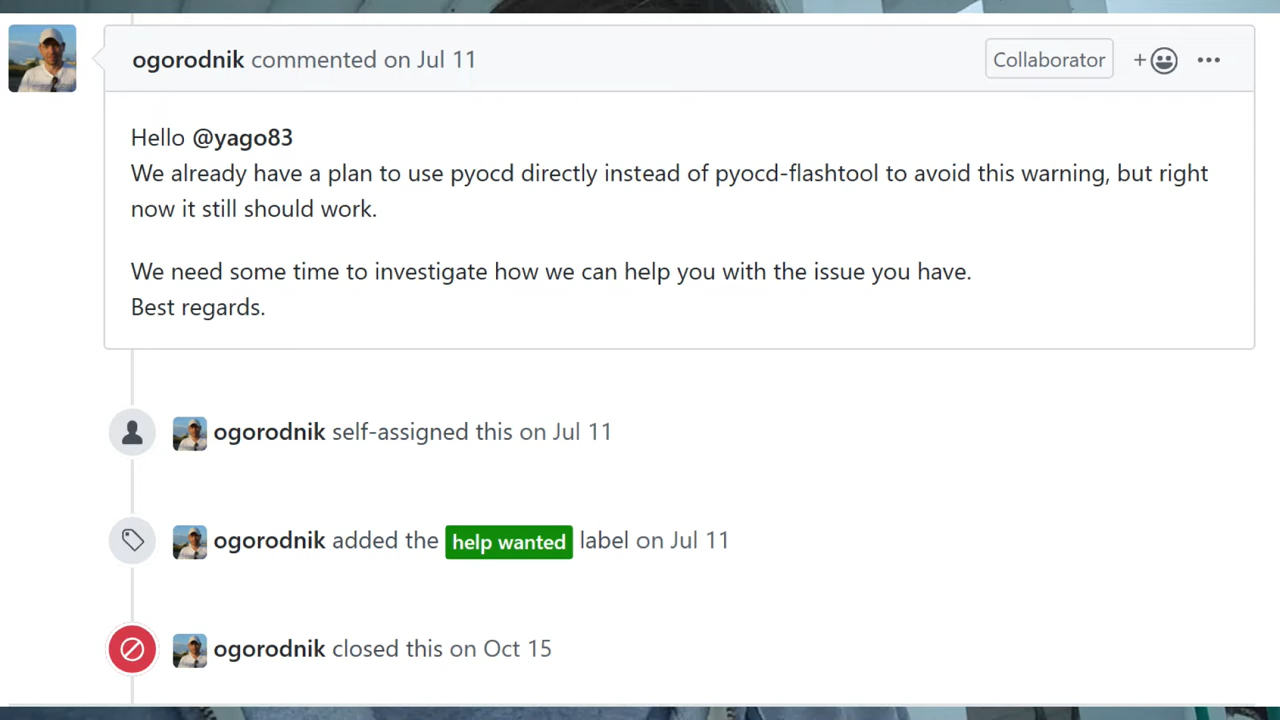 ogorodnik commented on Jul 11
Collaborator
Hello @yago83
We already have a plan to use pyocd directly instead of pyocd-flashtool to avoid this warning, but right
now it still should work.
We need some time to investigate how we can help you with the issue you have.
Best regards.
ogorodnik self-assigned this on Jul 11
ogorodnik added the help wanted label on Jul 11
ogorodnik closed this on Oct 15